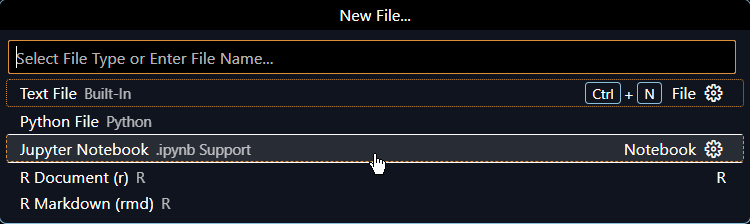 New File...
Select File Type or Enter File Name...
Text File Built-In Ctrl + N File
Python File Python
Jupyter Notebook .ipynb Support Notebook
R Document (r) R R
R Markdown (rmd) R